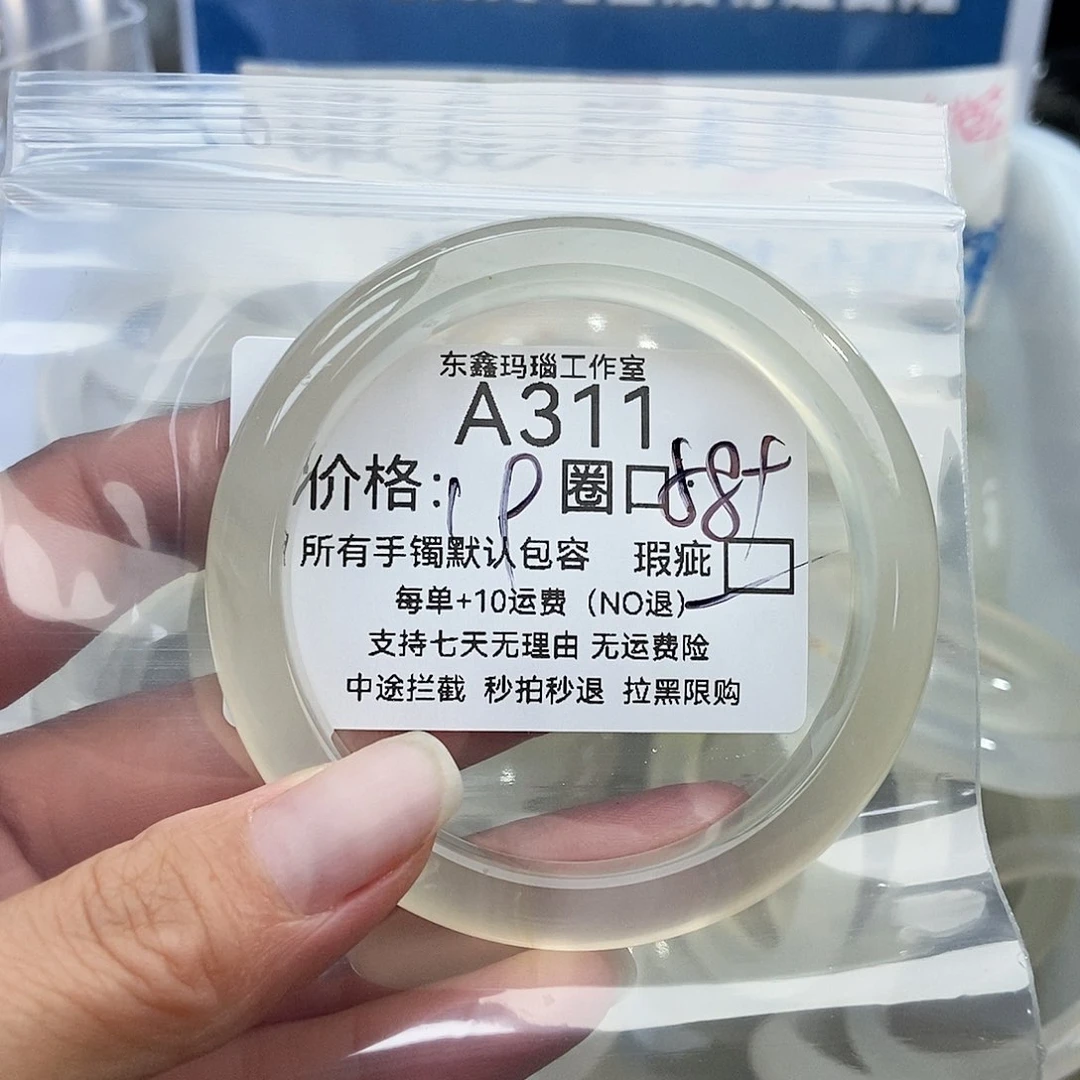 东鑫玛瑙工作室
A311
价格: 圈口: 58+
所有手镯默认包容 瑕疵
每单+10运费（NO退）
支持七天无理由 无运费险
中途拦截 秒拍秒退 拉黑限购